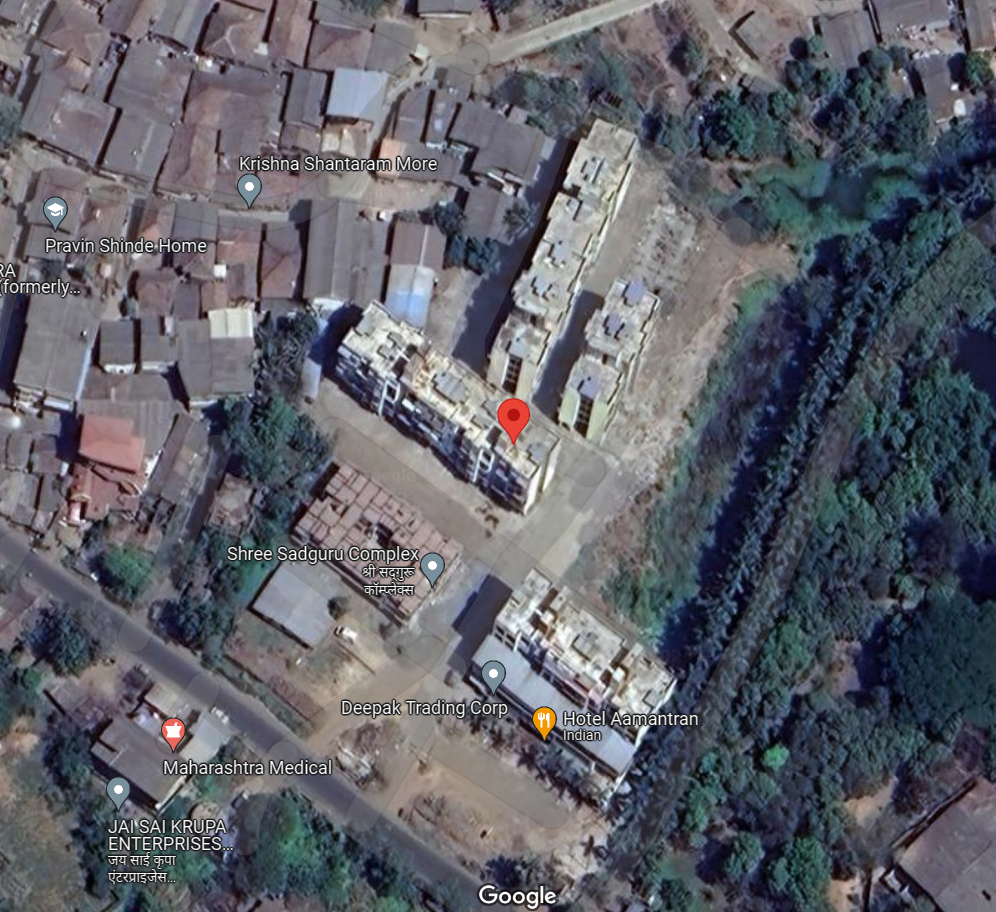 Krishna Shantaram More
Pravin Shinde Home
RA
(formerly...
Shree Sadguru Complex
श्री सद्गुरू
कॉम्प्लेक्स
Deepak Trading Corp
Hotel Aamantran
Indian
Maharashtra Medical
JAI SAI KRUPA
ENTERPRISES...
जय साई कृपा
एंटरप्राइजेस...
Google